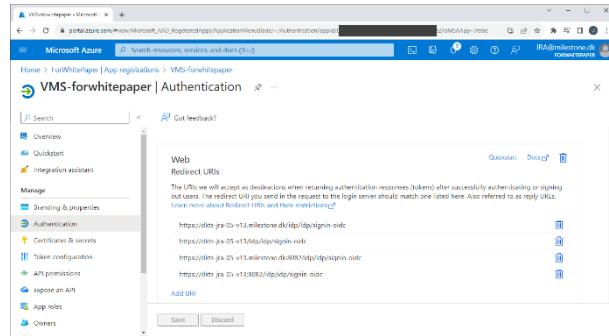 VMS-forwhitepaper - Microsoft
portal.azure.com/#view/Microsoft_AAD_RegisteredApps/ApplicationMenuBlade/~/Authentication/appId/
Microsoft Azure
Search resources, services, and docs (G+/)
JRA@milestone.dk
FORWHITEPAPER
Home > ForWhitePaper | App registrations > VMS-forwhitepaper
VMS-forwhitepaper | Authentication
Search
Got feedback?
Overview
Quickstart
Integration assistant
Manage
Branding & properties
Authentication
Certificates & secrets
Token configuration
API permissions
Expose an API
App roles
Owners
Web
Quickstart
Docs
Redirect URIs
The URIs we will accept as destinations when returning authentication responses (tokens) after successfully authenticating or signing
out users. The redirect URI you send in the request to the login server should match one listed here. Also referred to as reply URLs.
Learn more about Redirect URIs and their restrictions
https://dkts-jra-05-v13.milestone.dk/idp/idp/signin-oidc
https://dkts-jra-05-v13/idp/idp/signin-oidc
https://dkts-jra-05-v13.milestone.dk:8082/idp/idp/signin-oidc
https://dkts-jra-05-v13:8082/idp/idp/signin-oidc
Add URI
Save
Discard